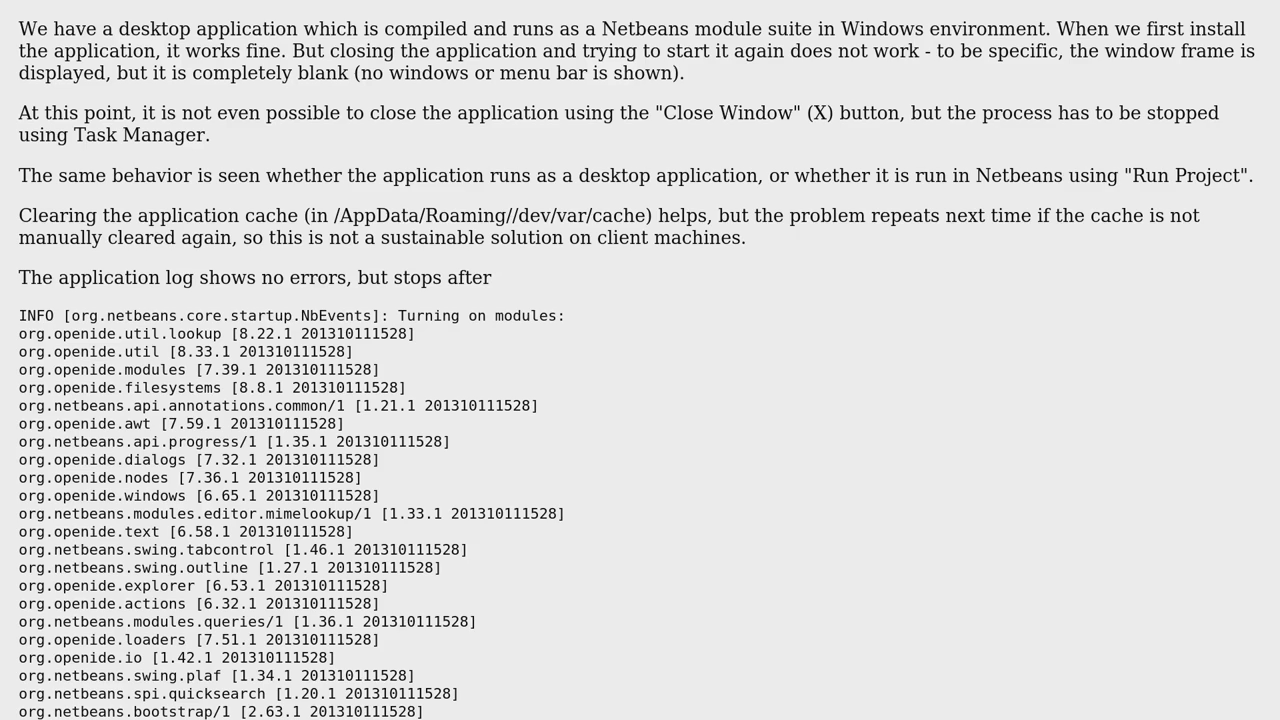 We have a desktop application which is compiled and runs as a Netbeans module suite in Windows environment. When we first install
the application, it works fine. But closing the application and trying to start it again does not work - to be specific, the window frame is
displayed, but it is completely blank (no windows or menu bar is shown).
At this point, it is not even possible to close the application using the "Close Window" (X) button, but the process has to be stopped
using Task Manager.
The same behavior is seen whether the application runs as a desktop application, or whether it is run in Netbeans using "Run Project".
Clearing the application cache (in /AppData/Roaming//dev/var/cache) helps, but the problem repeats next time if the cache is not
manually cleared again, so this is not a sustainable solution on client machines.
The application log shows no errors, but stops after
INFO [org.netbeans.core.startup.NbEvents]: Turning on modules:
org.openide.util.lookup [8.22.1 201310111528]
org.openide.util [8.33.1 201310111528]
org.openide.modules [7.39.1 201310111528]
org.openide.filesystems [8.8.1 201310111528]
org.netbeans.api.annotations.common/1 [1.21.1 201310111528]
org.openide.awt [7.59.1 201310111528]
org.netbeans.api.progress/1 [1.35.1 201310111528]
org.openide.dialogs [7.32.1 201310111528]
org.openide.nodes [7.36.1 201310111528]
org.openide.windows [6.65.1 201310111528]
org.netbeans.modules.editor.mimelookup/1 [1.33.1 201310111528]
org.openide.text [6.58.1 201310111528]
org.netbeans.swing.tabcontrol [1.46.1 201310111528]
org.netbeans.swing.outline [1.27.1 201310111528]
org.openide.explorer [6.53.1 201310111528]
org.openide.actions [6.32.1 201310111528]
org.netbeans.modules.queries/1 [1.36.1 201310111528]
org.openide.loaders [7.51.1 201310111528]
org.openide.io [1.42.1 201310111528]
org.netbeans.swing.plaf [1.34.1 201310111528]
org.netbeans.spi.quicksearch [1.20.1 201310111528]
org.netbeans.bootstrap/1 [2.63.1 201310111528]